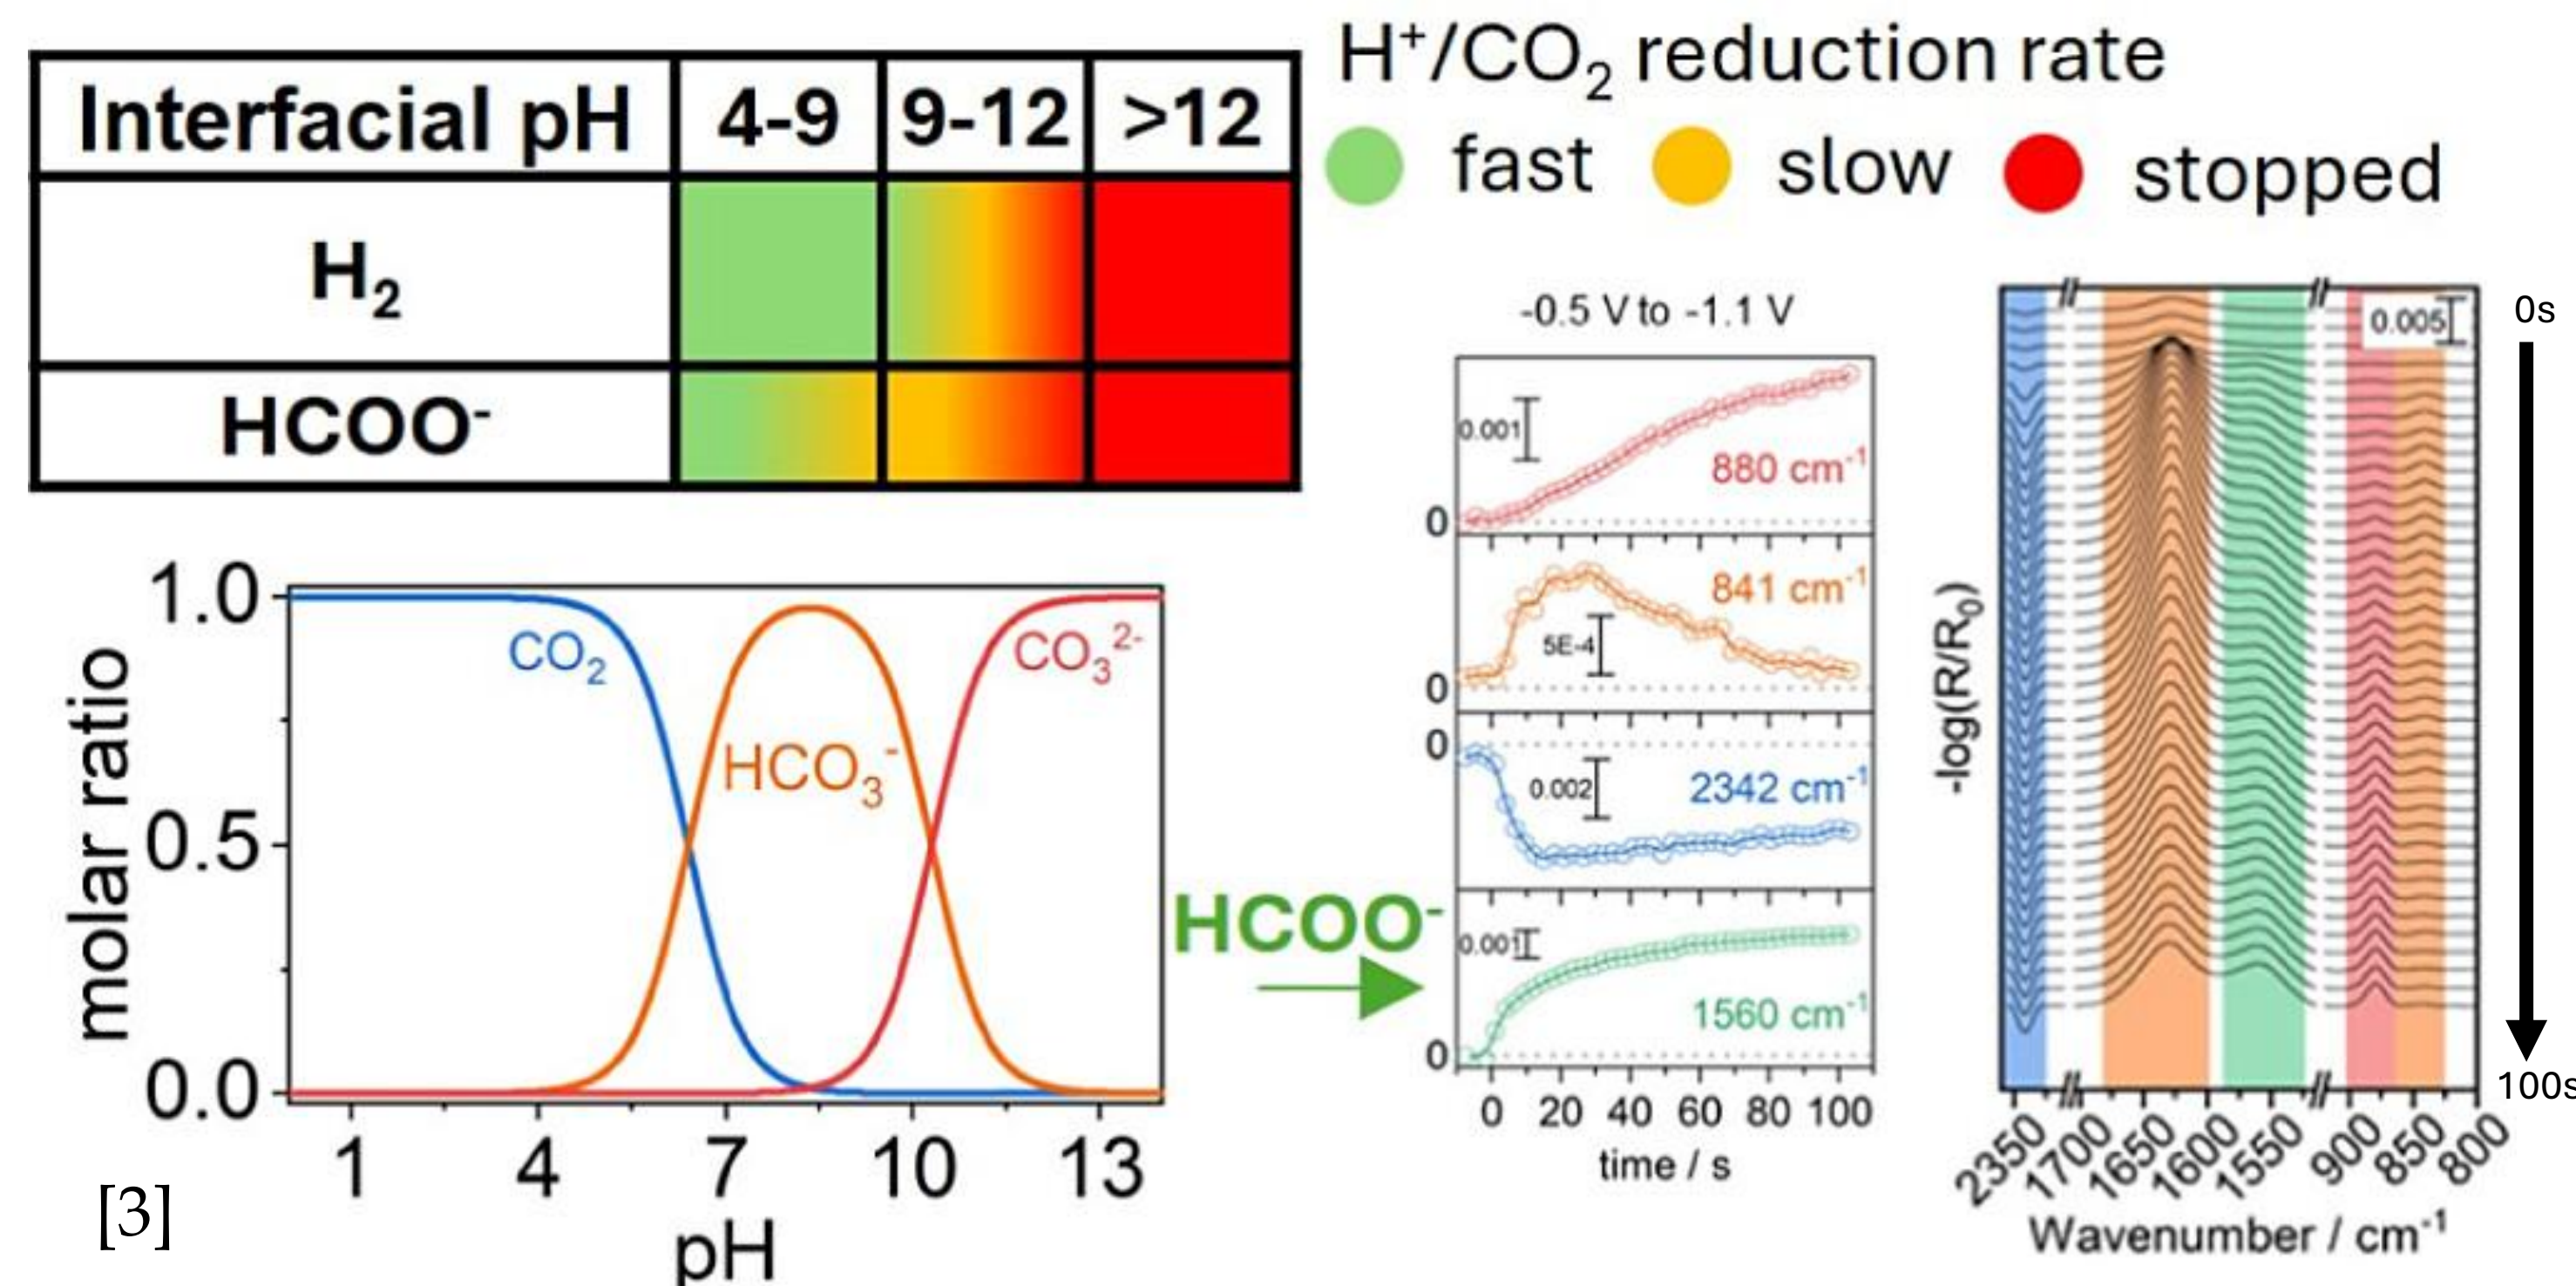 Interfacial pH 4-9 9-12 >12
H₂
HCOO⁻
H⁺/CO₂ reduction rate
fast slow stopped
1.0
0.5
0.0
molar ratio
CO₂
HCO₃⁻
CO₃²⁻
1 4 7 10 13
pH
[3]
HCOO⁻
-0.5 V to -1.1 V
0.001
880 cm⁻¹
0
841 cm⁻¹
5E-4
0
0
0.002
2342 cm⁻¹
0.001
1560 cm⁻¹
0
0 20 40 60 80 100
time / s
-log(R/R₀)
0.005
0s
100s
2350 1700 1650 1600 1550 900 850 800
Wavenumber / cm⁻¹